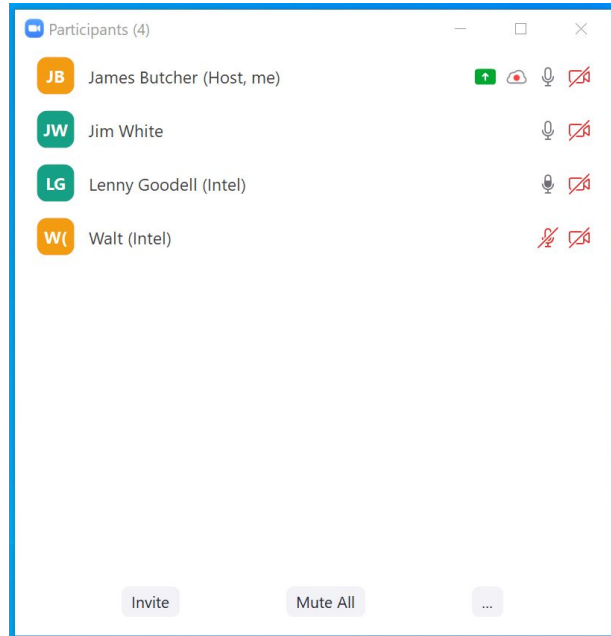 Participants (4)
JB James Butcher (Host, me)
JW Jim White
LG Lenny Goodell (Intel)
W( Walt (Intel)
Invite Mute All ...